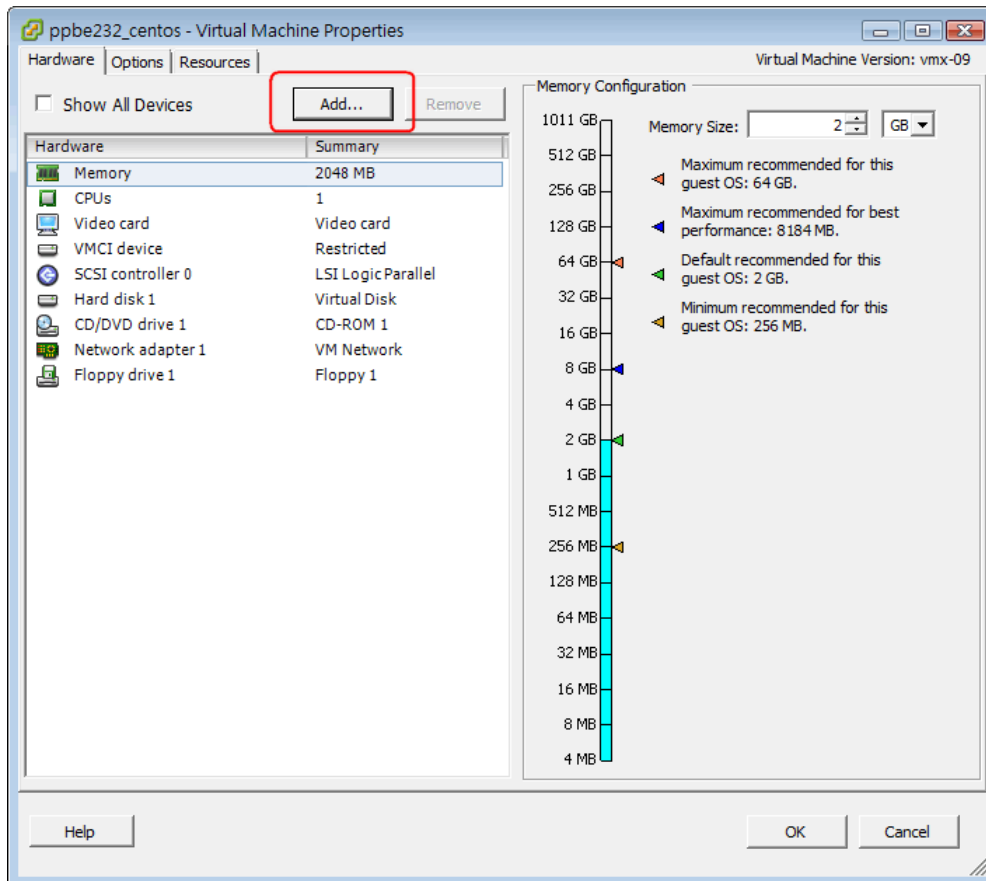 ppbe232_centos - Virtual Machine Properties
Hardware Options Resources Virtual Machine Version: vmx-09
Show All Devices Add... Remove
Hardware Summary
Memory 2048 MB
CPUs 1
Video card Video card
VMCI device Restricted
SCSI controller 0 LSI Logic Parallel
Hard disk 1 Virtual Disk
CD/DVD drive 1 CD-ROM 1
Network adapter 1 VM Network
Floppy drive 1 Floppy 1
Memory Configuration
1011 GB
512 GB
256 GB
128 GB
64 GB
32 GB
16 GB
8 GB
4 GB
2 GB
1 GB
512 MB
256 MB
128 MB
64 MB
32 MB
16 MB
8 MB
4 MB
Memory Size: 2 GB
Maximum recommended for this
guest OS: 64 GB.
Maximum recommended for best
performance: 8184 MB.
Default recommended for this
guest OS: 2 GB.
Minimum recommended for this
guest OS: 256 MB.
Help OK Cancel